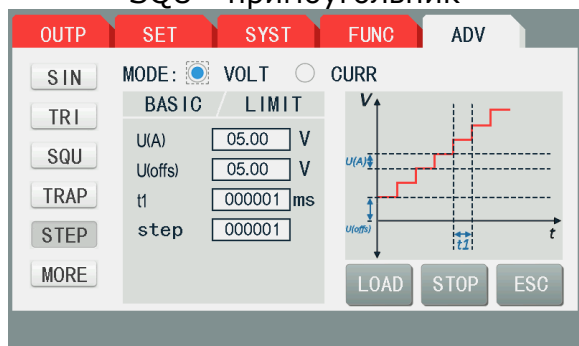 SQU – прямоугольник
OUTP SET SYST FUNC ADV
SIN MODE: VOLT CURR
TRI BASIC / LIMIT
SQU U(A) 05.00 V
U(offs) 05.00 V
TRAP t1 000001 ms
STEP step 000001
MORE
V
U(A)
U(offs)
t1
t
LOAD STOP ESC